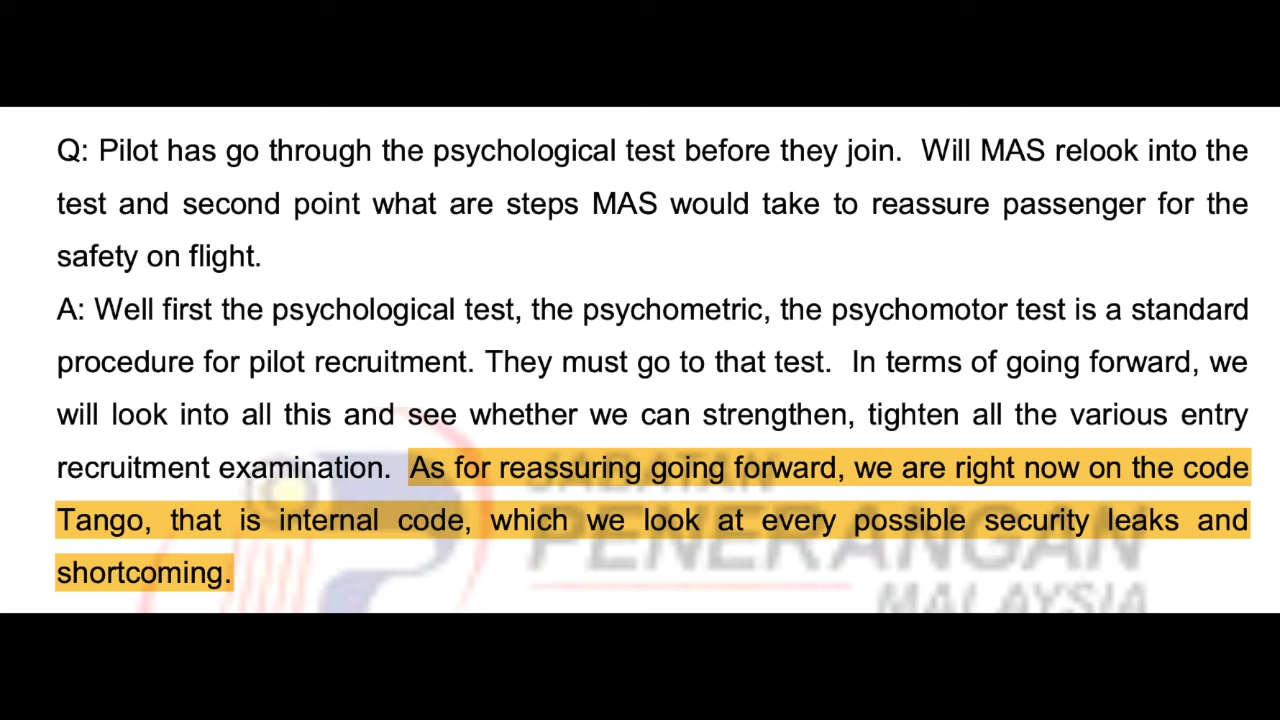 Q: Pilot has go through the psychological test before they join. Will MAS relook into the
test and second point what are steps MAS would take to reassure passenger for the
safety on flight.
A: Well first the psychological test, the psychometric, the psychomotor test is a standard
procedure for pilot recruitment. They must go to that test. In terms of going forward, we
will look into all this and see whether we can strengthen, tighten all the various entry
recruitment examination. As for reassuring going forward, we are right now on the code
Tango, that is internal code, which we look at every possible security leaks and
shortcoming.
JABATAN
PENERANGAN
MALAYSIA